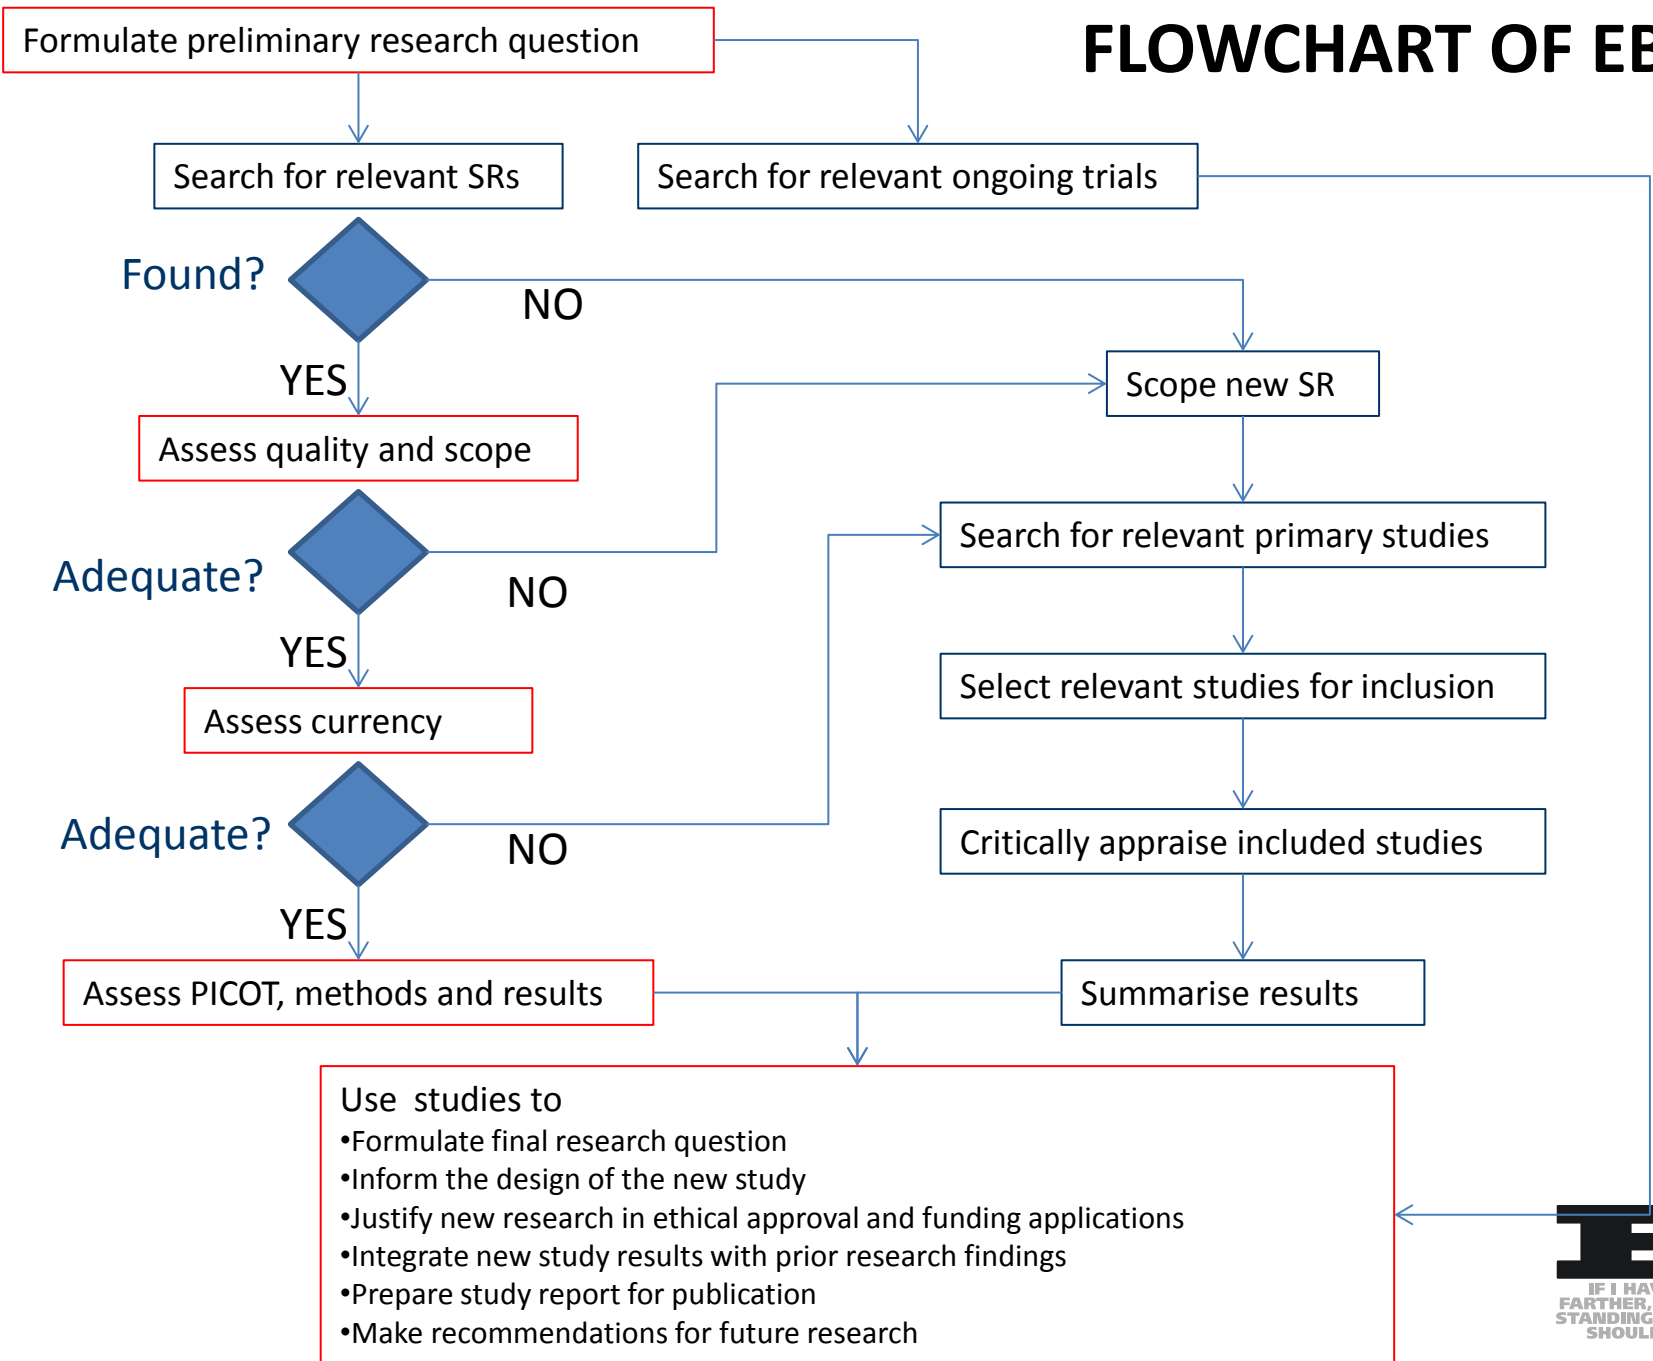 FLOWCHART OF EB
Formulate preliminary research question
Search for relevant SRs
Search for relevant ongoing trials
Found?
NO
YES
Scope new SR
Assess quality and scope
Search for relevant primary studies
Adequate?
NO
YES
Select relevant studies for inclusion
Assess currency
Adequate?
NO
Critically appraise included studies
YES
Assess PICOT, methods and results
Summarise results
Use studies to
•Formulate final research question
•Inform the design of the new study
•Justify new research in ethical approval and funding applications
•Integrate new study results with prior research findings
•Prepare study report for publication
•Make recommendations for future research
E
IF I HAV
FARTHER,
STANDING
SHOUL